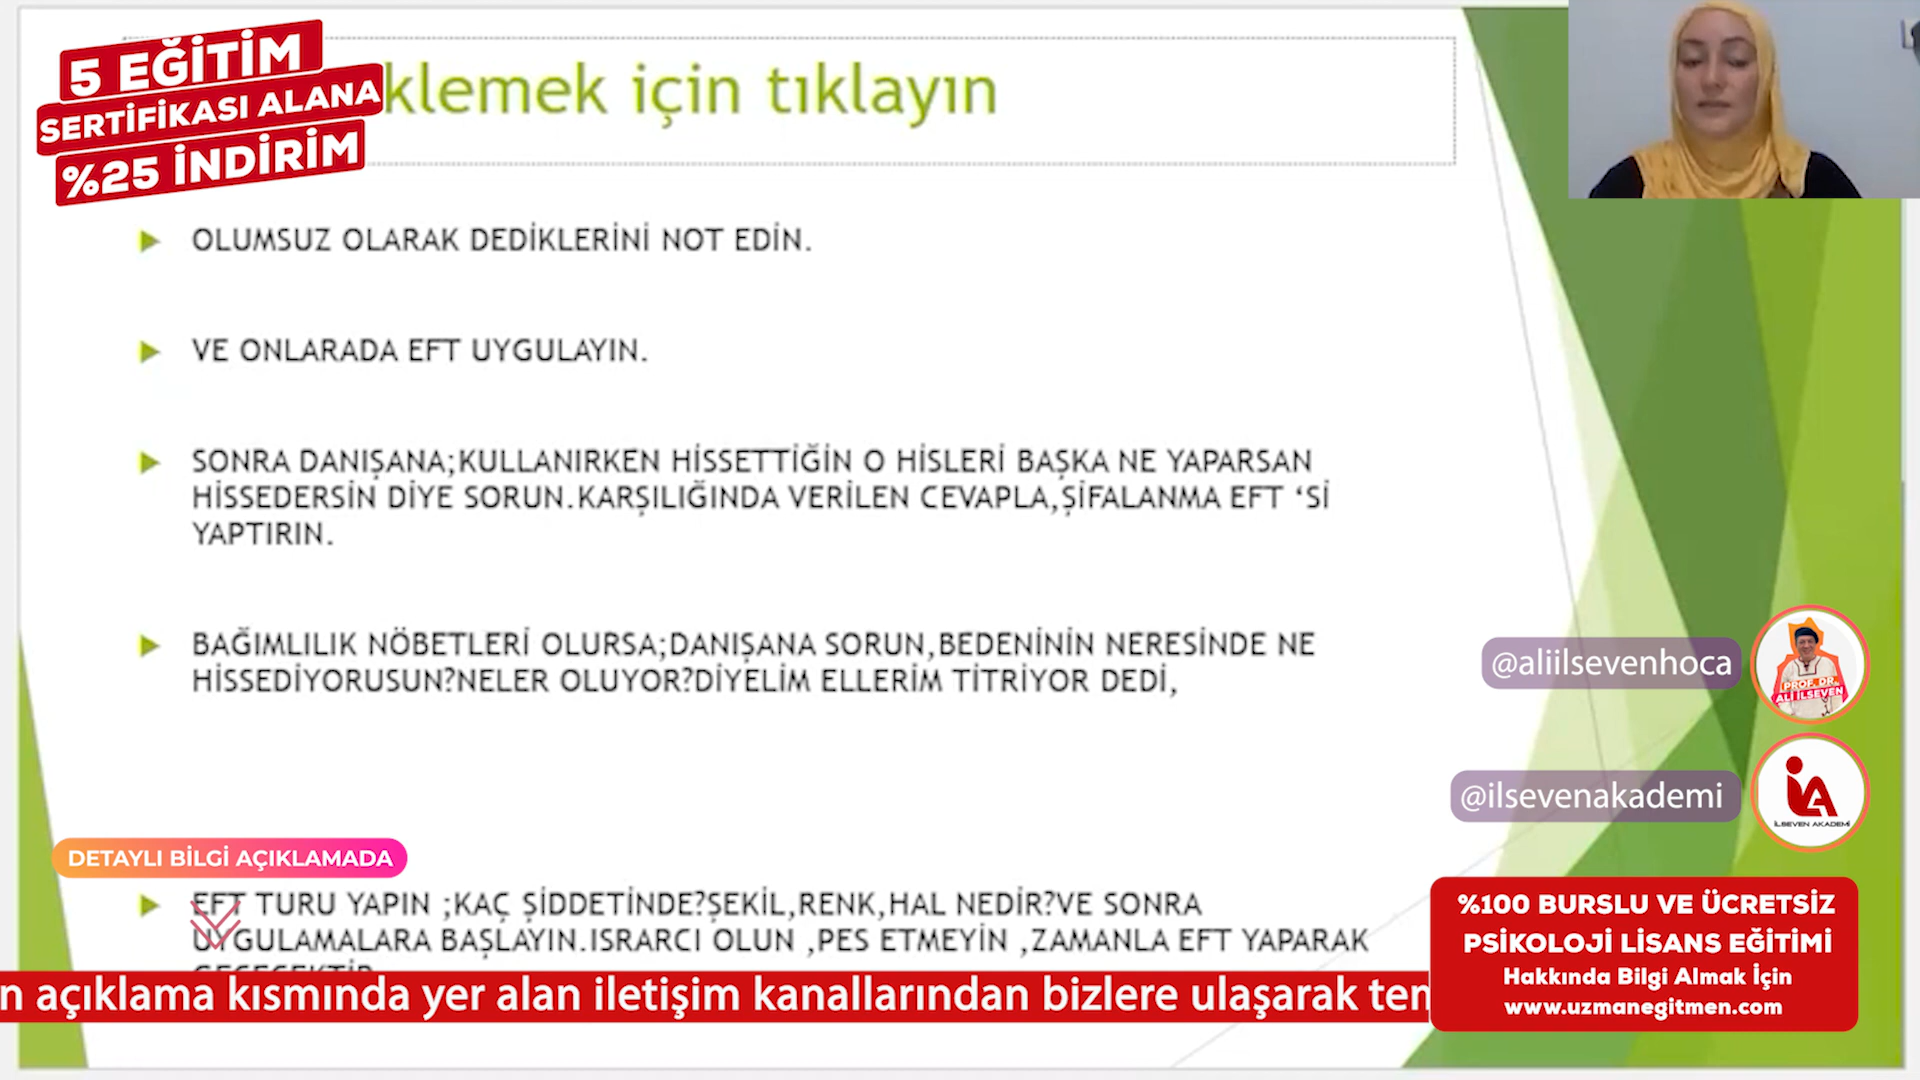 5 EĞİTİM
SERTİFİKASI ALANA
%25 İNDİRİM
klemek için tıklayın
OLUMSUZ OLARAK DEDİKLERİNİ NOT EDİN.
VE ONLARADA EFT UYGULAYIN.
SONRA DANIŞANA;KULLANIRKEN HİSSETTİĞİN O HİSLERİ BAŞKA NE YAPARSAN
HİSSEDERSİN DİYE SORUN.KARŞILIĞINDA VERİLEN CEVAPLA,ŞİFALANMA EFT ‘Sİ
YAPTIRIN.
BAĞIMLILIK NÖBETLERİ OLURSA;DANIŞANA SORUN,BEDENİNİN NERESİNDE NE
HİSSEDİYORUSUN?NELER OLUYOR?DİYELİM ELLERİM TİTRİYOR DEDİ,
@aliilsevenhoca
PROF. DR.
ALİ İLSEVEN
@ilsevenakademi
İLSEVEN AKADEMİ
DETAYLI BİLGİ AÇIKLAMADA
EFT TURU YAPIN ;KAÇ ŞİDDETİNDE?ŞEKİL,RENK,HAL NEDİR?VE SONRA
UYGULAMALARA BAŞLAYIN.ISRARCI OLUN ,PES ETMEYİN ,ZAMANLA EFT YAPARAK
n açıklama kısmında yer alan iletişim kanallarından bizlere ulaşarak tem
%100 BURSLU VE ÜCRETSİZ
PSİKOLOJİ LİSANS EĞİTİMİ
Hakkında Bilgi Almak İçin
www.uzmanegitmen.com